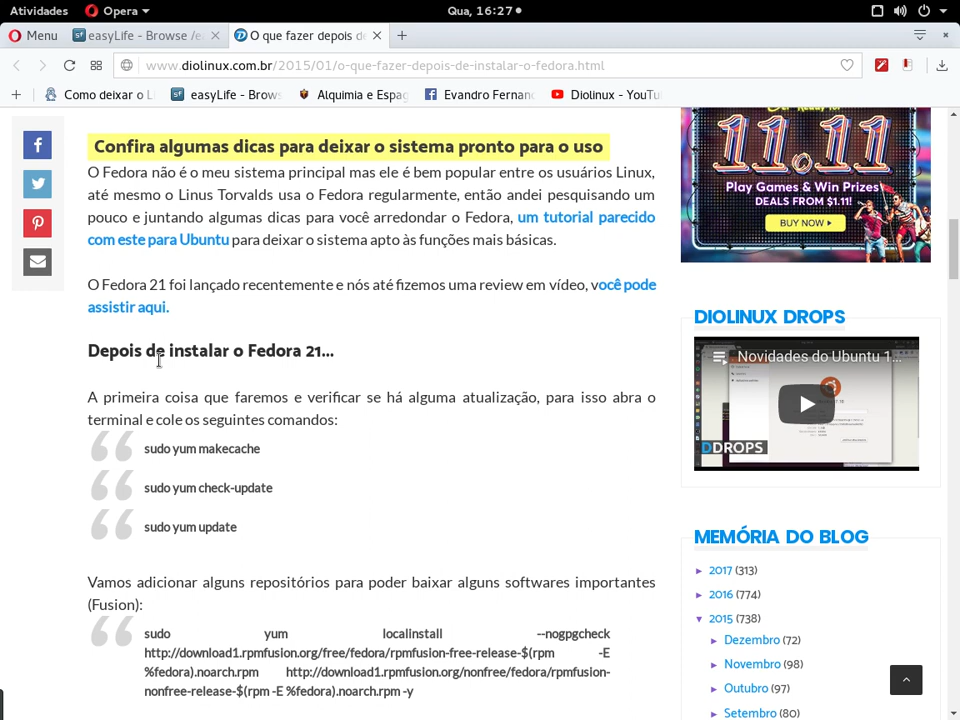 Atividades Opera Qua, 16:27
Menu easyLife - Browse /ea O que fazer depois de
www.diolinux.com.br/2015/01/o-que-fazer-depois-de-instalar-o-fedora.html
Como deixar o L easyLife - Brows Alquimia e Espag Evandro Fernan Diolinux - YouTu
Confira algumas dicas para deixar o sistema pronto para o uso
O Fedora não é o meu sistema principal mas ele é bem popular entre os usuários Linux,
até mesmo o Linus Torvalds usa o Fedora regularmente, então andei pesquisando um
pouco e juntando algumas dicas para você arredondar o Fedora, um tutorial parecido
com este para Ubuntu para deixar o sistema apto às funções mais básicas.
O Fedora 21 foi lançado recentemente e nós até fizemos uma review em vídeo, você pode
assistir aqui.
Depois de instalar o Fedora 21...
A primeira coisa que faremos e verificar se há alguma atualização, para isso abra o
terminal e cole os seguintes comandos:
sudo yum makecache
sudo yum check-update
sudo yum update
Vamos adicionar alguns repositórios para poder baixar alguns softwares importantes
(Fusion):
sudo yum localinstall --nogpgcheck
http://download1.rpmfusion.org/free/fedora/rpmfusion-free-release-$(rpm -E
%fedora).noarch.rpm http://download1.rpmfusion.org/nonfree/fedora/rpmfusion-
nonfree-release-$(rpm -E %fedora).noarch.rpm -y
11.11
Play Games & Win Prizes
DEALS FROM $1.11!
BUY NOW
DIOLINUX DROPS
Novidades do Ubuntu 1...
DDROPS
MEMÓRIA DO BLOG
► 2017 (313)
► 2016 (774)
▼ 2015 (738)
► Dezembro (72)
► Novembro (98)
► Outubro (97)
► Setembro (80)